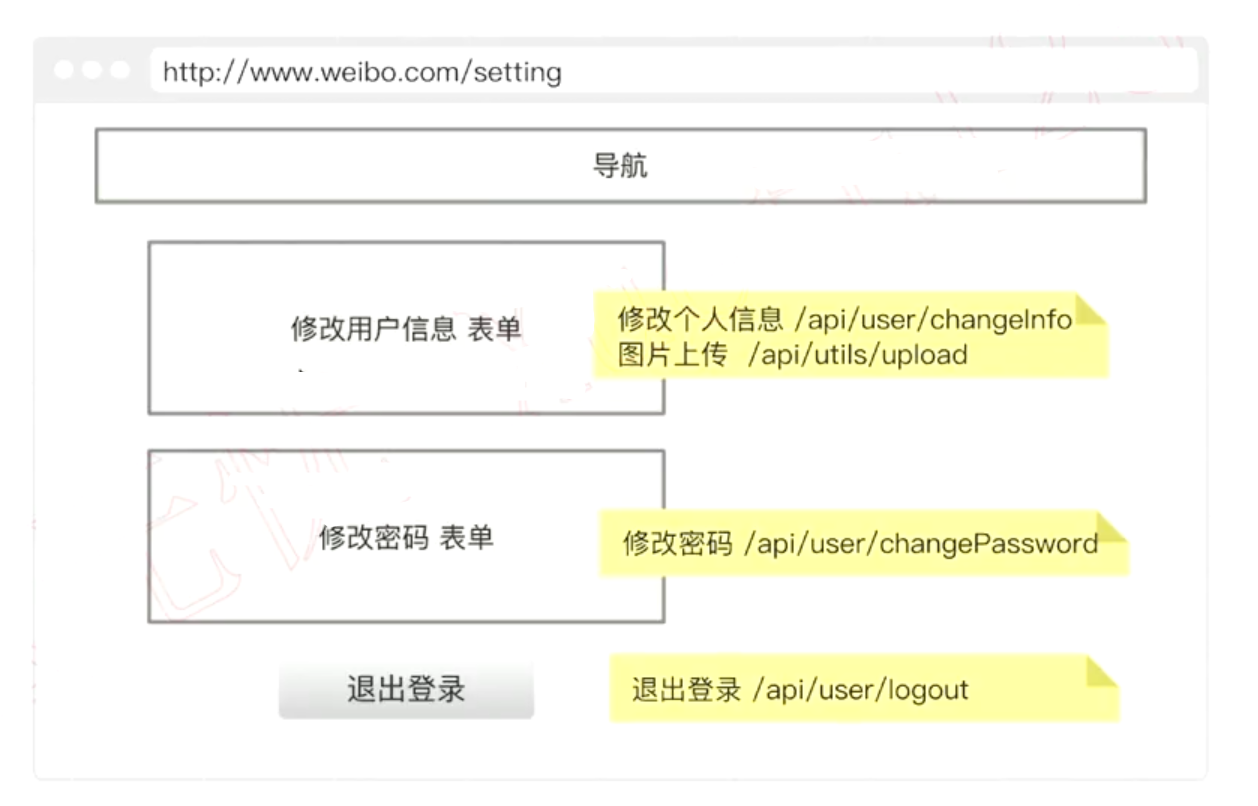 http://www.weibo.com/setting
导航
修改用户信息 表单
修改个人信息 /api/user/changeInfo
图片上传 /api/utils/upload
修改密码 表单
修改密码 /api/user/changePassword
退出登录
退出登录 /api/user/logout